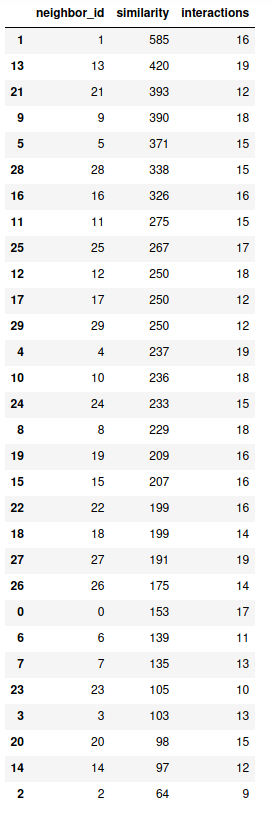 neighbor_id similarity interactions
1 1 585 16
13 13 420 19
21 21 393 12
9 9 390 18
5 5 371 15
28 28 338 15
16 16 326 16
11 11 275 15
25 25 267 17
12 12 250 18
17 17 250 12
29 29 250 12
4 4 237 19
10 10 236 18
24 24 233 15
8 8 229 18
19 19 209 16
15 15 207 16
22 22 199 16
18 18 199 14
27 27 191 19
26 26 175 14
0 0 153 17
6 6 139 11
7 7 135 13
23 23 105 10
3 3 103 13
20 20 98 15
14 14 97 12
2 2 64 9